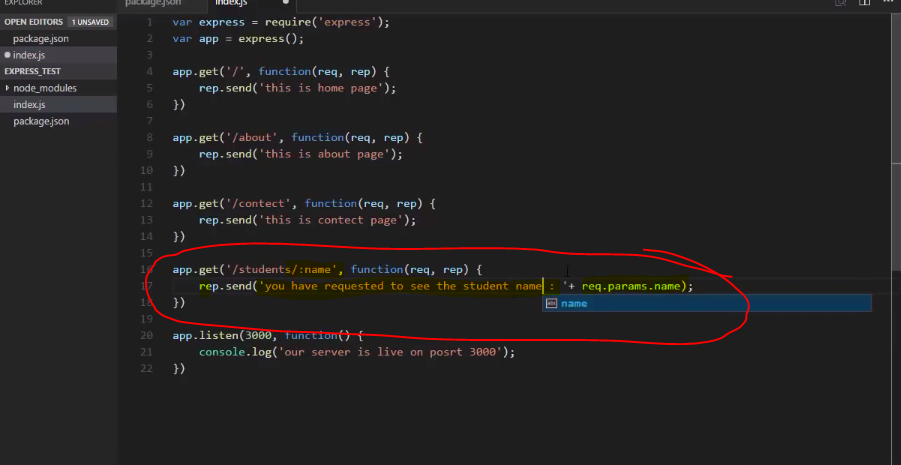 EXPLORER
package.json
index.js
OPEN EDITORS 1 UNSAVED
package.json
index.js
EXPRESS_TEST
node_modules
index.js
package.json
1 var express = require('express');
2 var app = express();
3
4 app.get('/', function(req, rep) {
5 rep.send('this is home page');
6 })
7
8 app.get('/about', function(req, rep) {
9 rep.send('this is about page');
10 })
11
12 app.get('/contect', function(req, rep) {
13 rep.send('this is contect page');
14 })
15
16 app.get('/students/:name', function(req, rep) {
17 rep.send('you have requested to see the student name : '+ req.params.name);
abc name
18 })
19
20 app.listen(3000, function() {
21 console.log('our server is live on posrt 3000');
22 })